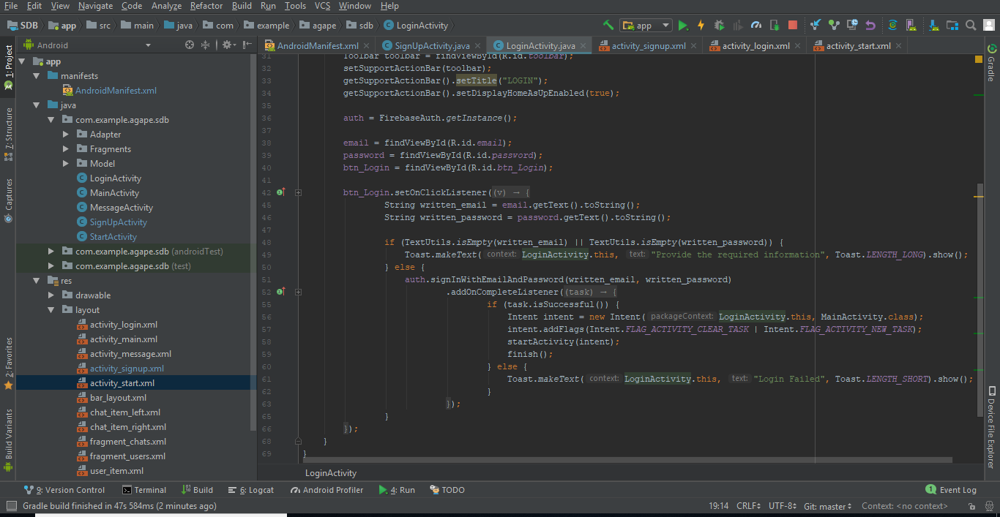 File Edit View Navigate Code Analyze Refactor Build Run Tools VCS Window Help
SDB app src main java com example agape sdb LoginActivity app
Android
AndroidManifest.xml SignUpActivity.java LoginActivity.java activity_signup.xml activity_login.xml activity_start.xml
1: Project
Z: Structure
Captures
2: Favorites
Build Variants
app
manifests
AndroidManifest.xml
java
com.example.agape.sdb
Adapter
Fragments
Model
LoginActivity
MainActivity
MessageActivity
SignUpActivity
StartActivity
com.example.agape.sdb (androidTest)
com.example.agape.sdb (test)
res
drawable
layout
activity_login.xml
activity_main.xml
activity_message.xml
activity_signup.xml
activity_start.xml
bar_layout.xml
chat_item_left.xml
chat_item_right.xml
fragment_chats.xml
fragment_users.xml
user_item.xml
31 Toolbar toolbar = findViewById(R.id.toolbar);
32 setSupportActionBar(toolbar);
33 getSupportActionBar().setTitle("LOGIN");
34 getSupportActionBar().setDisplayHomeAsUpEnabled(true);
35
36 auth = FirebaseAuth.getInstance();
37
38 email = findViewById(R.id.email);
39 password = findViewById(R.id.password);
40 btn_Login = findViewById(R.id.btn_Login);
41
42 btn_Login.setOnClickListener((v) → {
45 String written_email = email.getText().toString();
46 String written_password = password.getText().toString();
47
48 if (TextUtils.isEmpty(written_email) || TextUtils.isEmpty(written_password)) {
49 Toast.makeText( context: LoginActivity.this, text: "Provide the required information", Toast.LENGTH_LONG).show();
50 } else {
51 auth.signInWithEmailAndPassword(written_email, written_password)
52 .addOnCompleteListener((task) → {
55 if (task.isSuccessful()) {
56 Intent intent = new Intent( packageContext: LoginActivity.this, MainActivity.class);
57 intent.addFlags(Intent.FLAG_ACTIVITY_CLEAR_TASK | Intent.FLAG_ACTIVITY_NEW_TASK);
58 startActivity(intent);
59 finish();
60 } else {
61 Toast.makeText( context: LoginActivity.this, text: "Login Failed", Toast.LENGTH_SHORT).show();
62 }
63 });
65 }
66 });
68 }
69 }
LoginActivity
Gradle
Device File Explorer
9: Version Control Terminal Build 6: Logcat Android Profiler 4: Run TODO 1 Event Log
Gradle build finished in 47s 584ms (2 minutes ago) 19:14 CRLF UTF-8 Git: master Context: <no context>